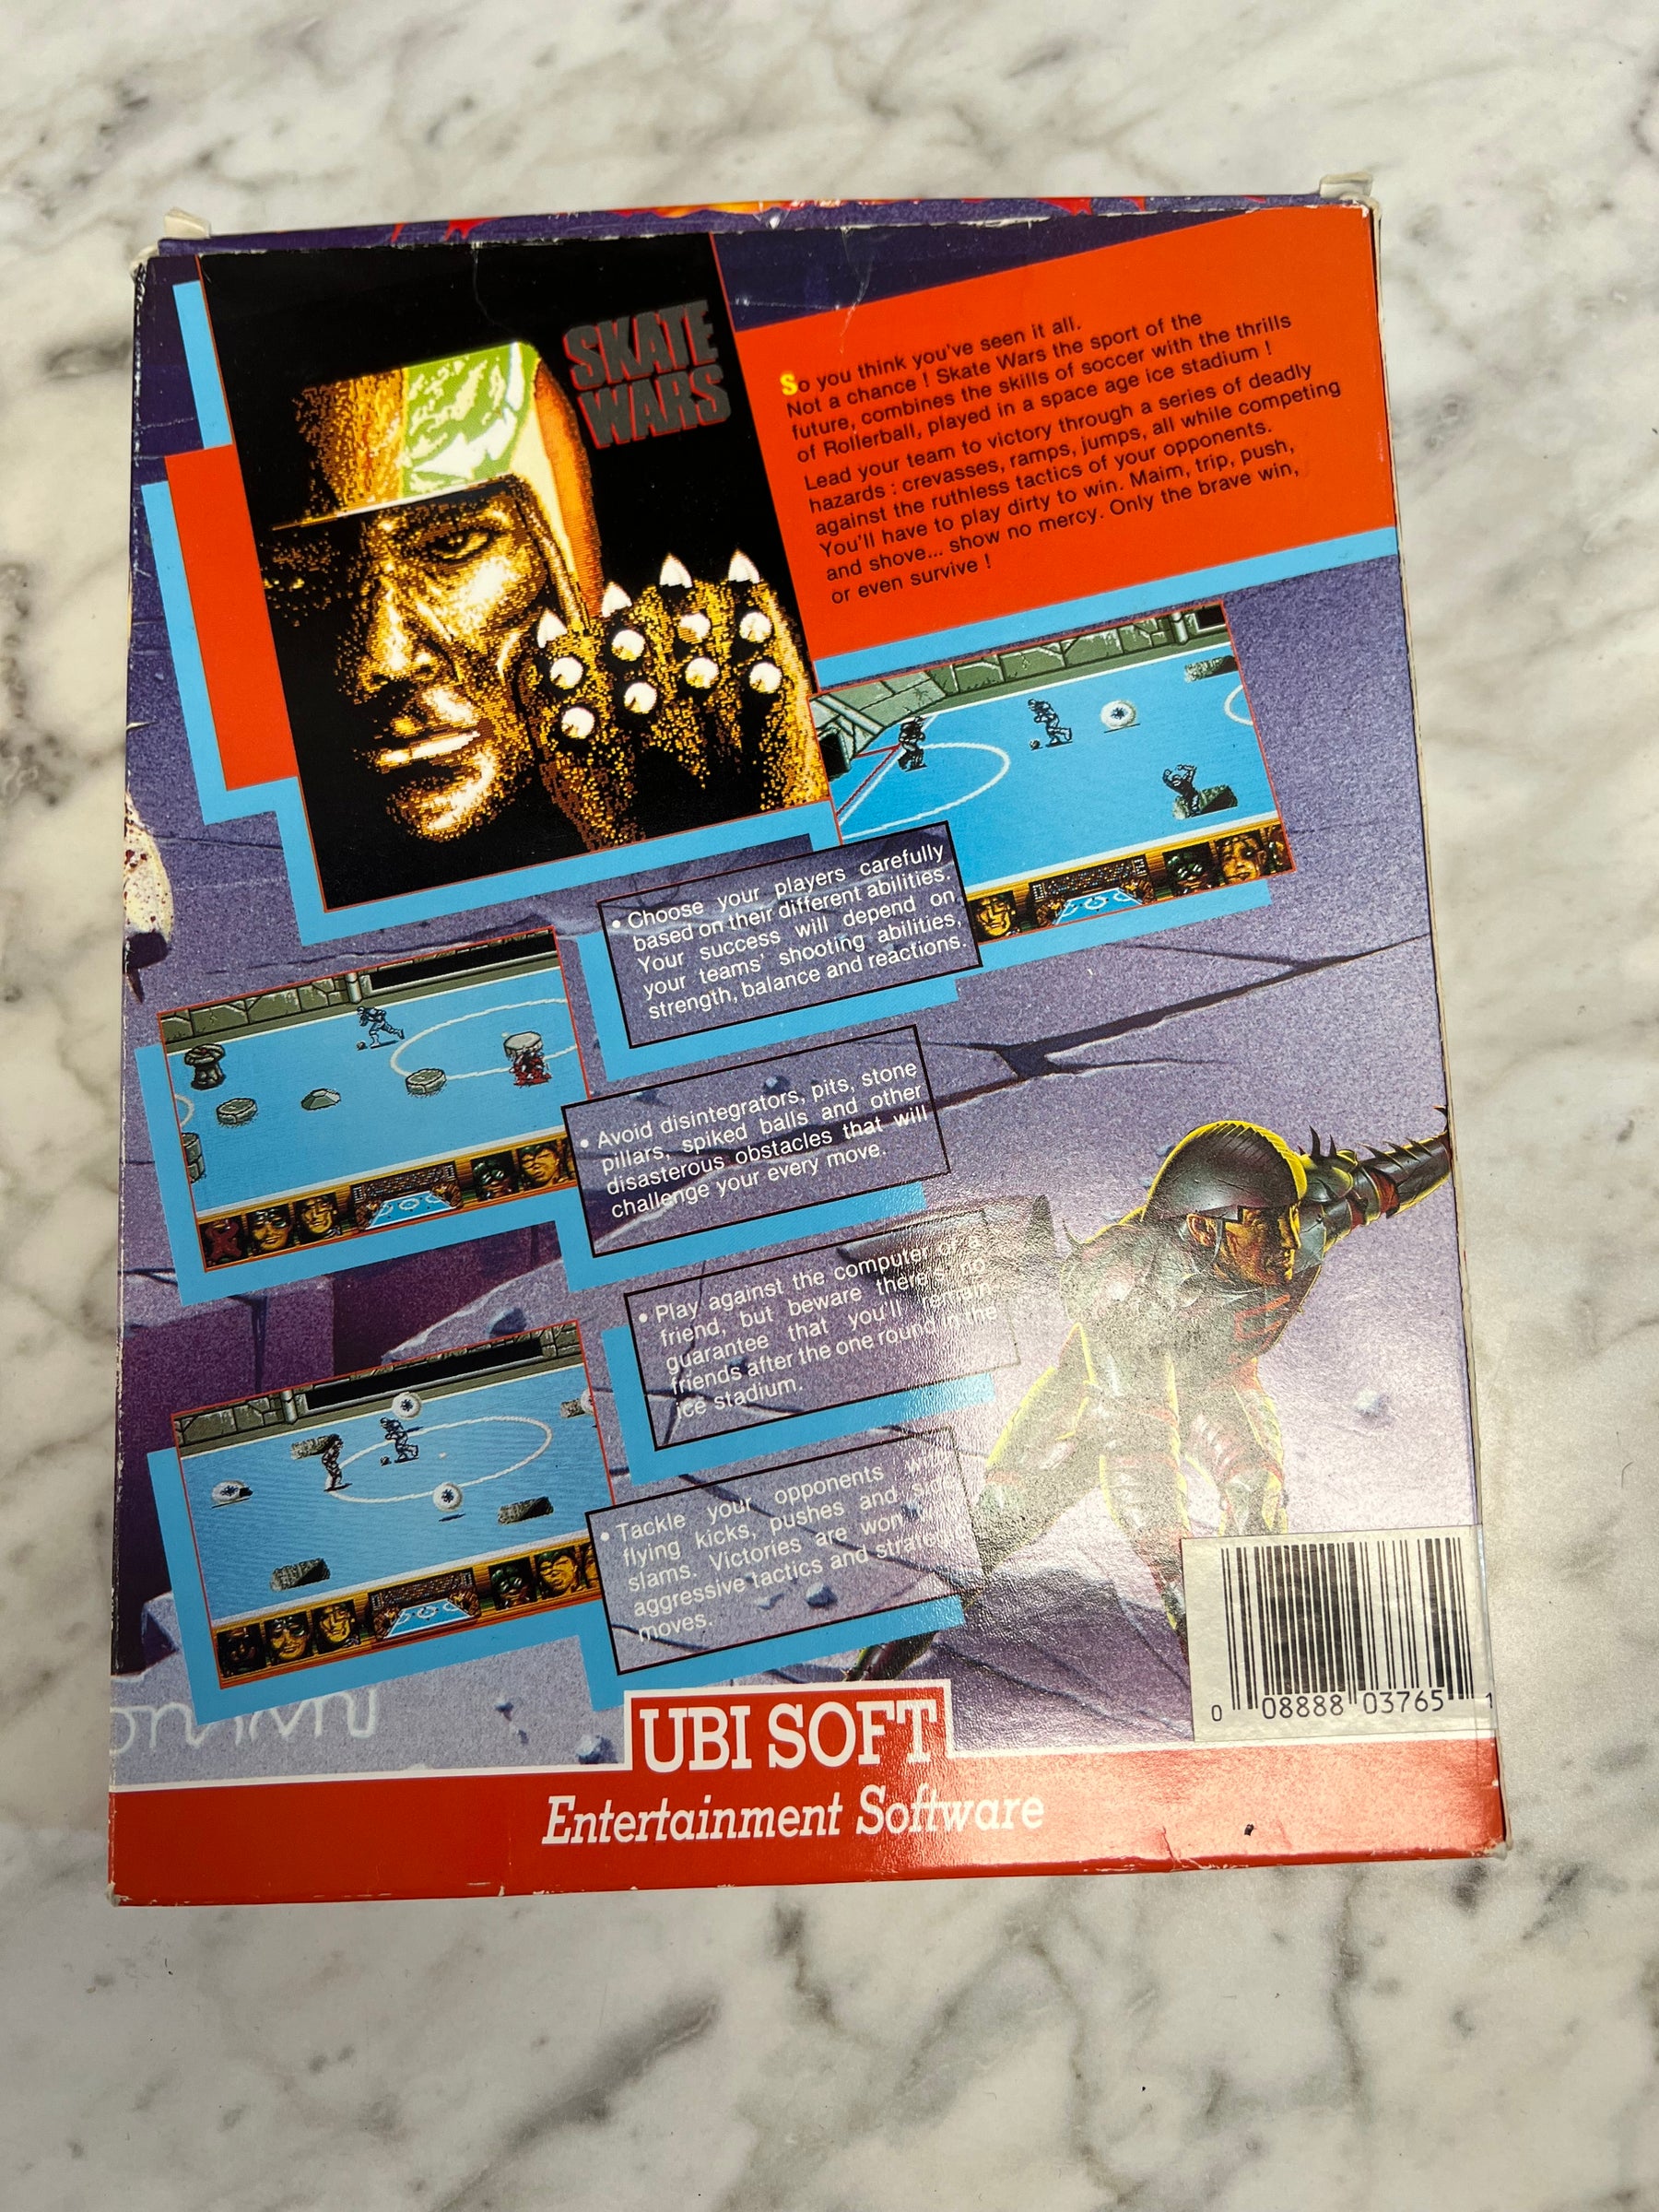 SKATE
WARS
So you think you've seen it all.
Not a chance ! Skate Wars the sport of the
future, combines the skills of soccer with the thrills
of Rollerball, played in a space age ice stadium !
Lead your team to victory through a series of deadly
hazards : crevasses, ramps, jumps, all while competing
against the ruthless tactics of your opponents.
You'll have to play dirty to win. Maim, trip, push,
and shove... show no mercy. Only the brave win,
or even survive !
• Choose your players carefully
based on their different abilities.
Your success will depend on
your teams' shooting abilities,
strength, balance and reactions.
• Avoid disintegrators, pits, stone
pillars, spiked balls and other
disasterous obstacles that will
challenge your every move.
• Play against the computer or a
friend, but beware there's no
guarantee that you'll remain
friends after the one round in the
ice stadium.
• Tackle your opponents with
flying kicks, pushes and side
slams. Victories are won
aggressive tactics and
moves.
UBI SOFT
Entertainment Software
0 08888 03765 1